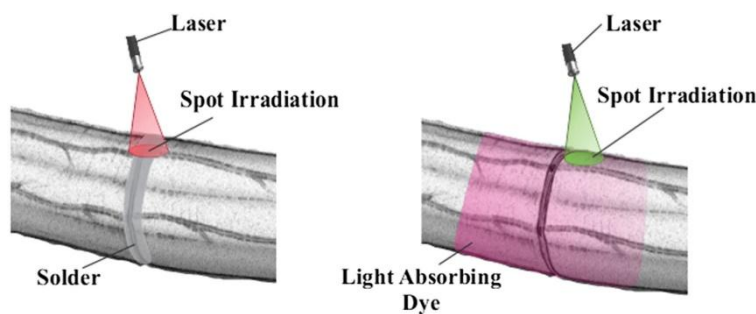 Laser
Spot Irradiation
Solder
Laser
Spot Irradiation
Light Absorbing
Dye